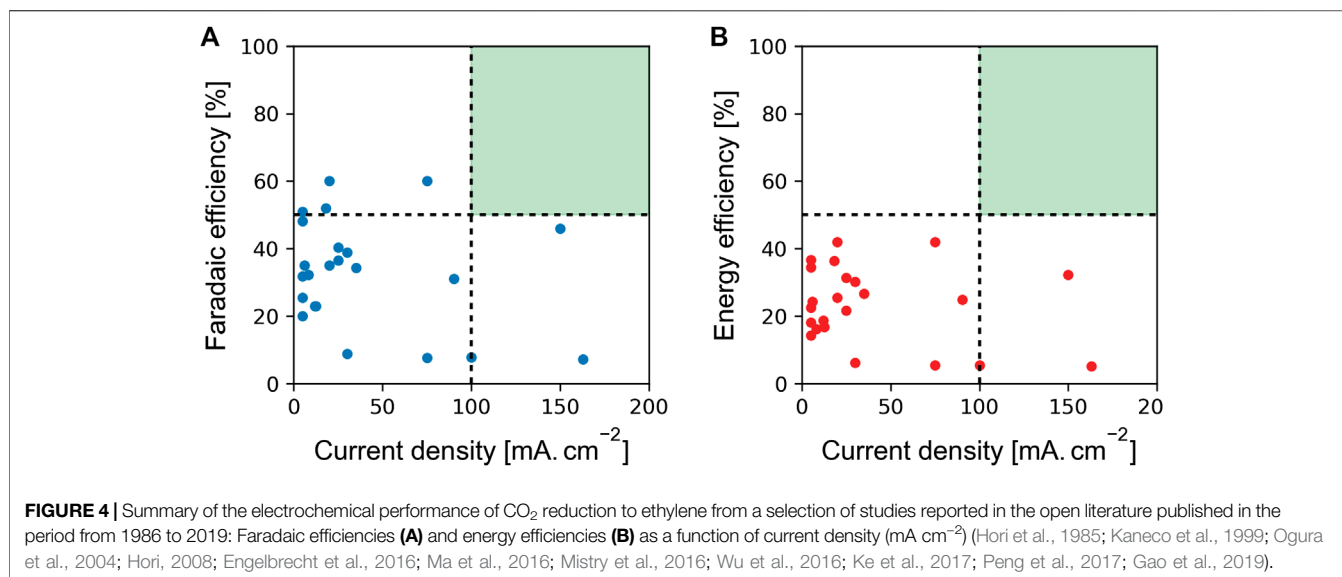 A
B
100
80
60
40
20
0
Faradaic efficiency [%]
0 50 100 150 200
Current density [mA. cm⁻²]
100
80
60
40
20
0
Energy efficiency [%]
0 50 100 150 20
Current density [mA. cm⁻²]
FIGURE 4 | Summary of the electrochemical performance of CO₂ reduction to ethylene from a selection of studies reported in the open literature published in the
period from 1986 to 2019: Faradaic efficiencies (A) and energy efficiencies (B) as a function of current density (mA cm⁻²) (Hori et al., 1985; Kaneco et al., 1999; Ogura
et al., 2004; Hori, 2008; Engelbrecht et al., 2016; Ma et al., 2016; Mistry et al., 2016; Wu et al., 2016; Ke et al., 2017; Peng et al., 2017; Gao et al., 2019).